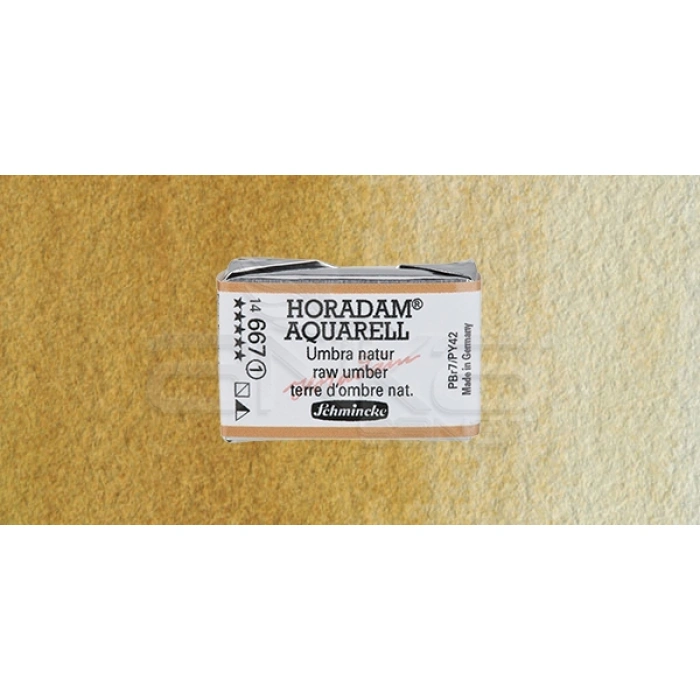 14
★★★★★
667 1
HORADAM®
AQUARELL
Umbra natur
raw umber
terre d'ombre nat.
Schmincke
PBr7/PY42
Made in Germany